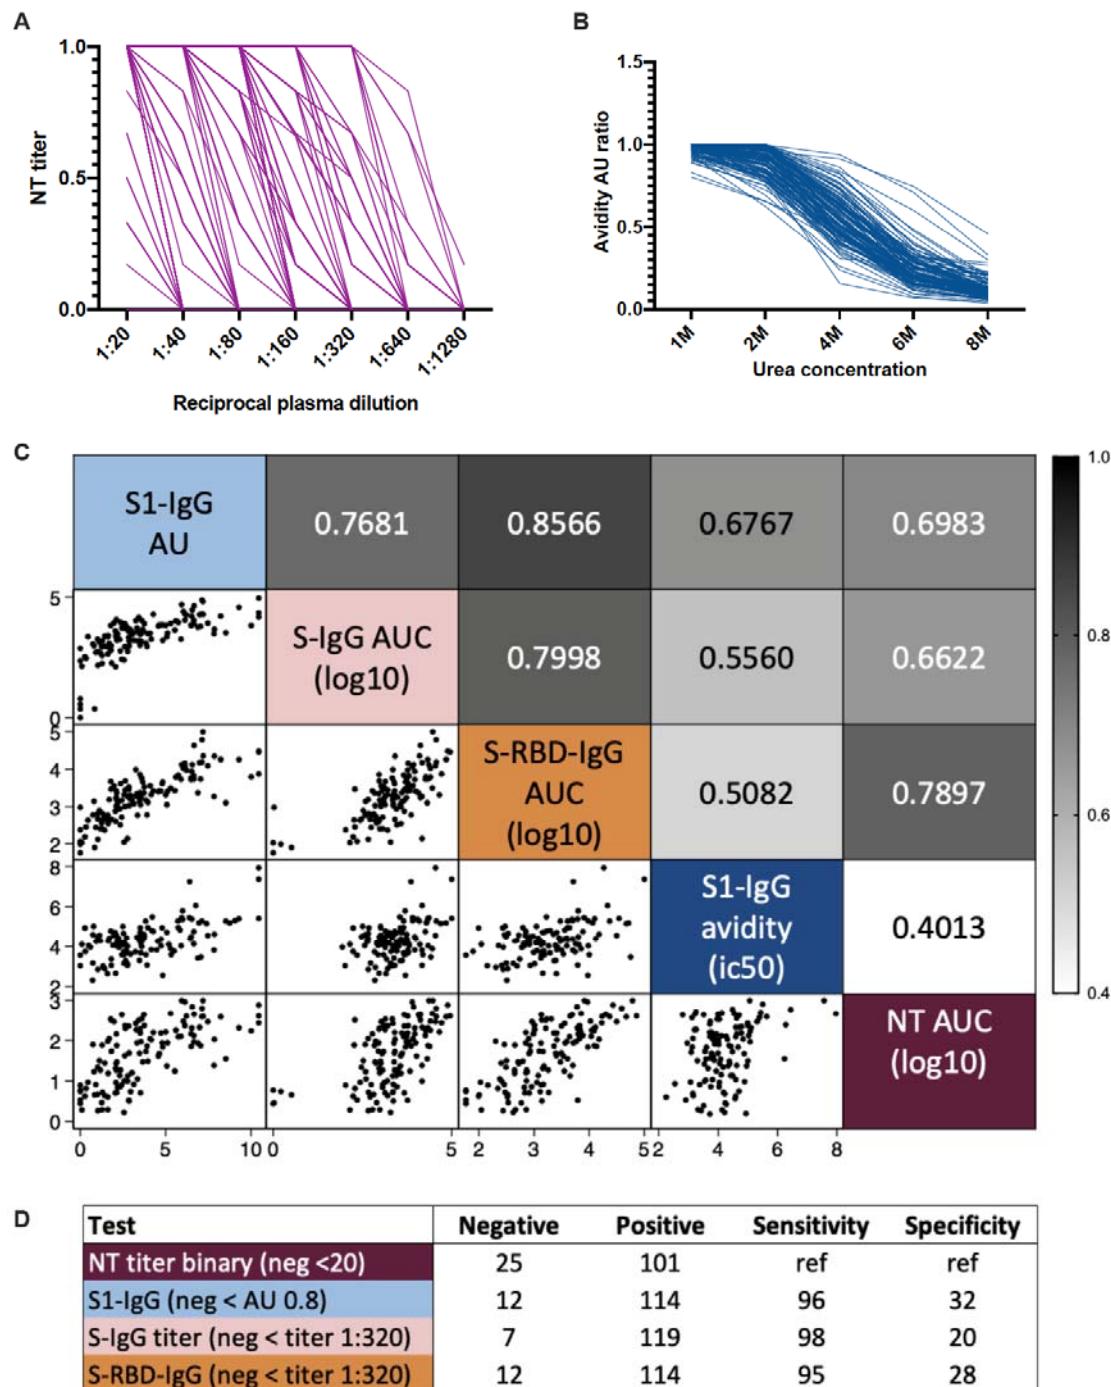 A
1.0
0.5
0.0
NT titer
1:20
1:40
1:80
1:160
1:320
1:640
1:1280
Reciprocal plasma dilution
B
1.5
1.0
0.5
0.0
Avidity AU ratio
1M
2M
4M
6M
8M
Urea concentration
C
S1-IgG
AU
0.7681
0.8566
0.6767
0.6983
1.0
0.8
0.6
0.4
5
0
S-IgG AUC
(log10)
0.7998
0.5560
0.6622
5
4
3
2
S-RBD-IgG
AUC
(log10)
0.5082
0.7897
8
6
4
2
S1-IgG
avidity
(ic50)
0.4013
3
2
1
0
NT AUC
(log10)
0 5 10 0 5 2 3 4 5 2 4 6 8
D
Test Negative Positive Sensitivity Specificity
NT titer binary (neg <20) 25 101 ref ref
S1-IgG (neg < AU 0.8) 12 114 96 32
S-IgG titer (neg < titer 1:320) 7 119 98 20
S-RBD-IgG (neg < titer 1:320) 12 114 95 28